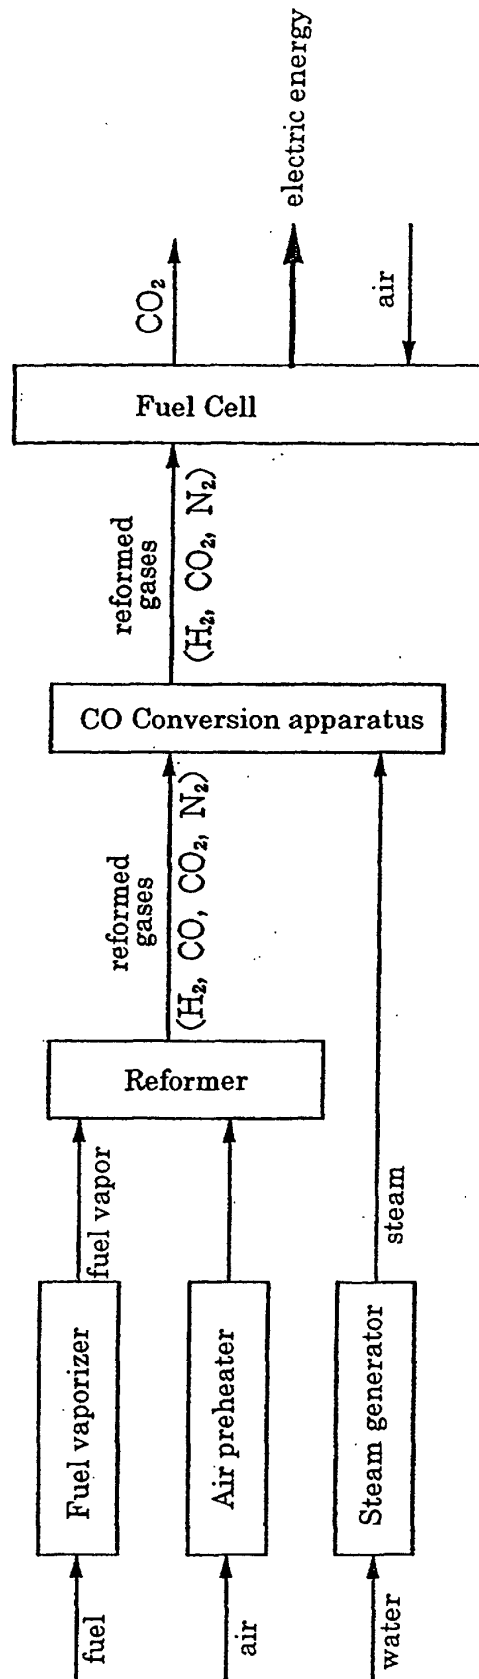 fuel
Fuel vaporizer
fuel vapor
air
Air preheater
water
Steam generator
steam
Reformer
reformed
gases
(H₂, CO, CO₂, N₂)
CO Conversion apparatus
reformed
gases
(H₂, CO₂, N₂)
Fuel Cell
CO₂
electric energy
air